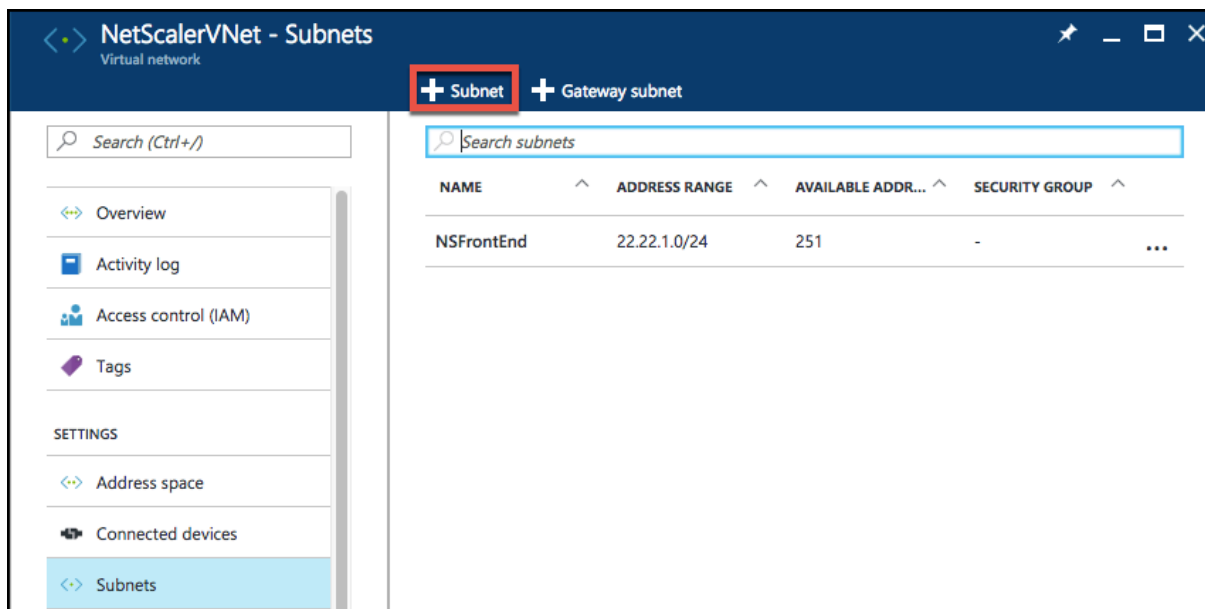 NetScalerVNet - Subnets
Virtual network
Subnet Gateway subnet
Search (Ctrl+/)
Overview
Activity log
Access control (IAM)
Tags
SETTINGS
Address space
Connected devices
Subnets
Search subnets
NAME ADDRESS RANGE AVAILABLE ADDR... SECURITY GROUP
NSFrontEnd 22.22.1.0/24 251 - ...